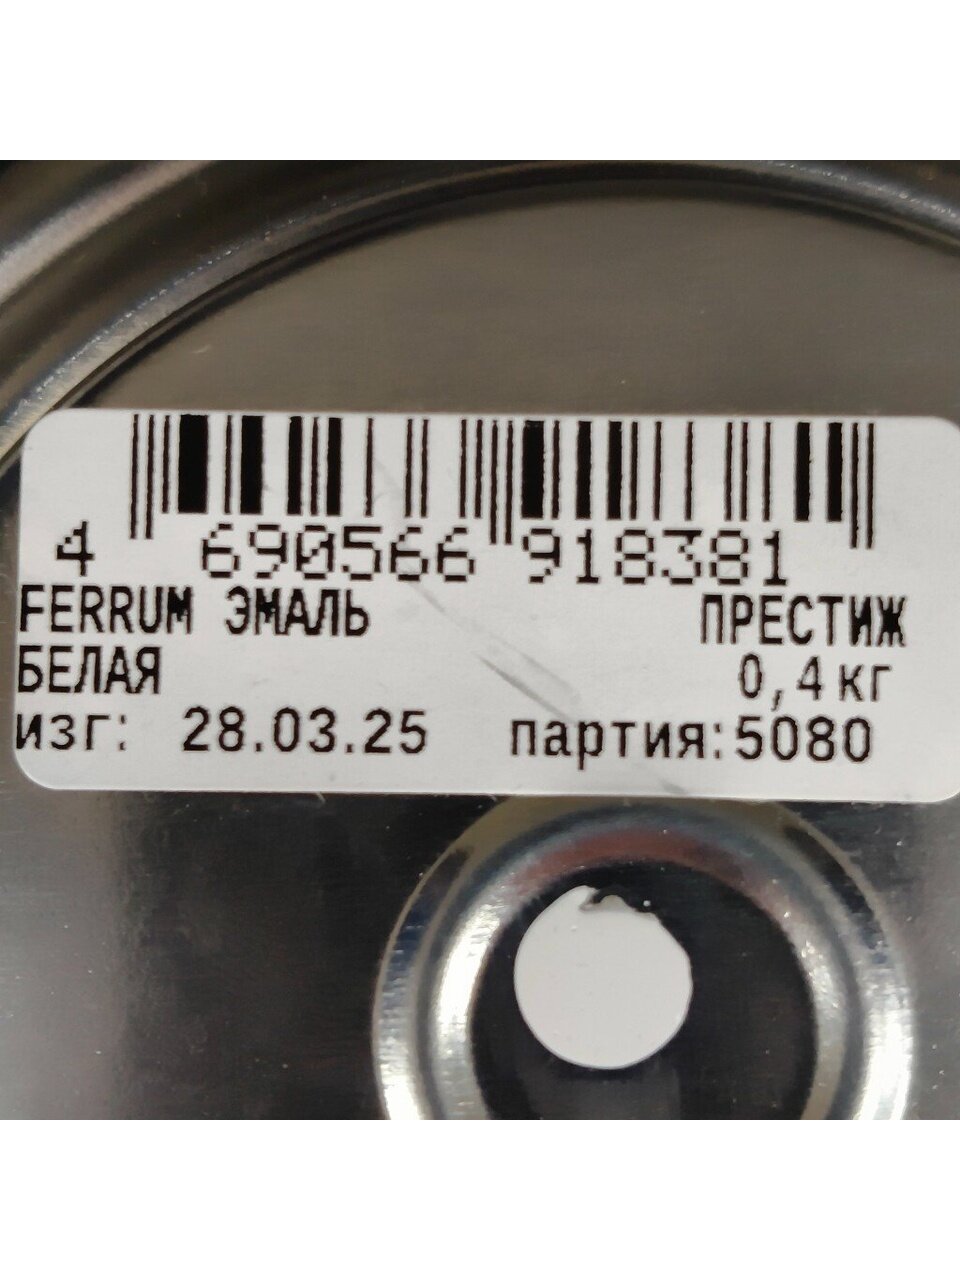 4 690566 918381
FERRUM ЭМАЛЬ ПРЕСТИЖ
БЕЛАЯ 0,4кг
изг: 28.03.25 партия:5080